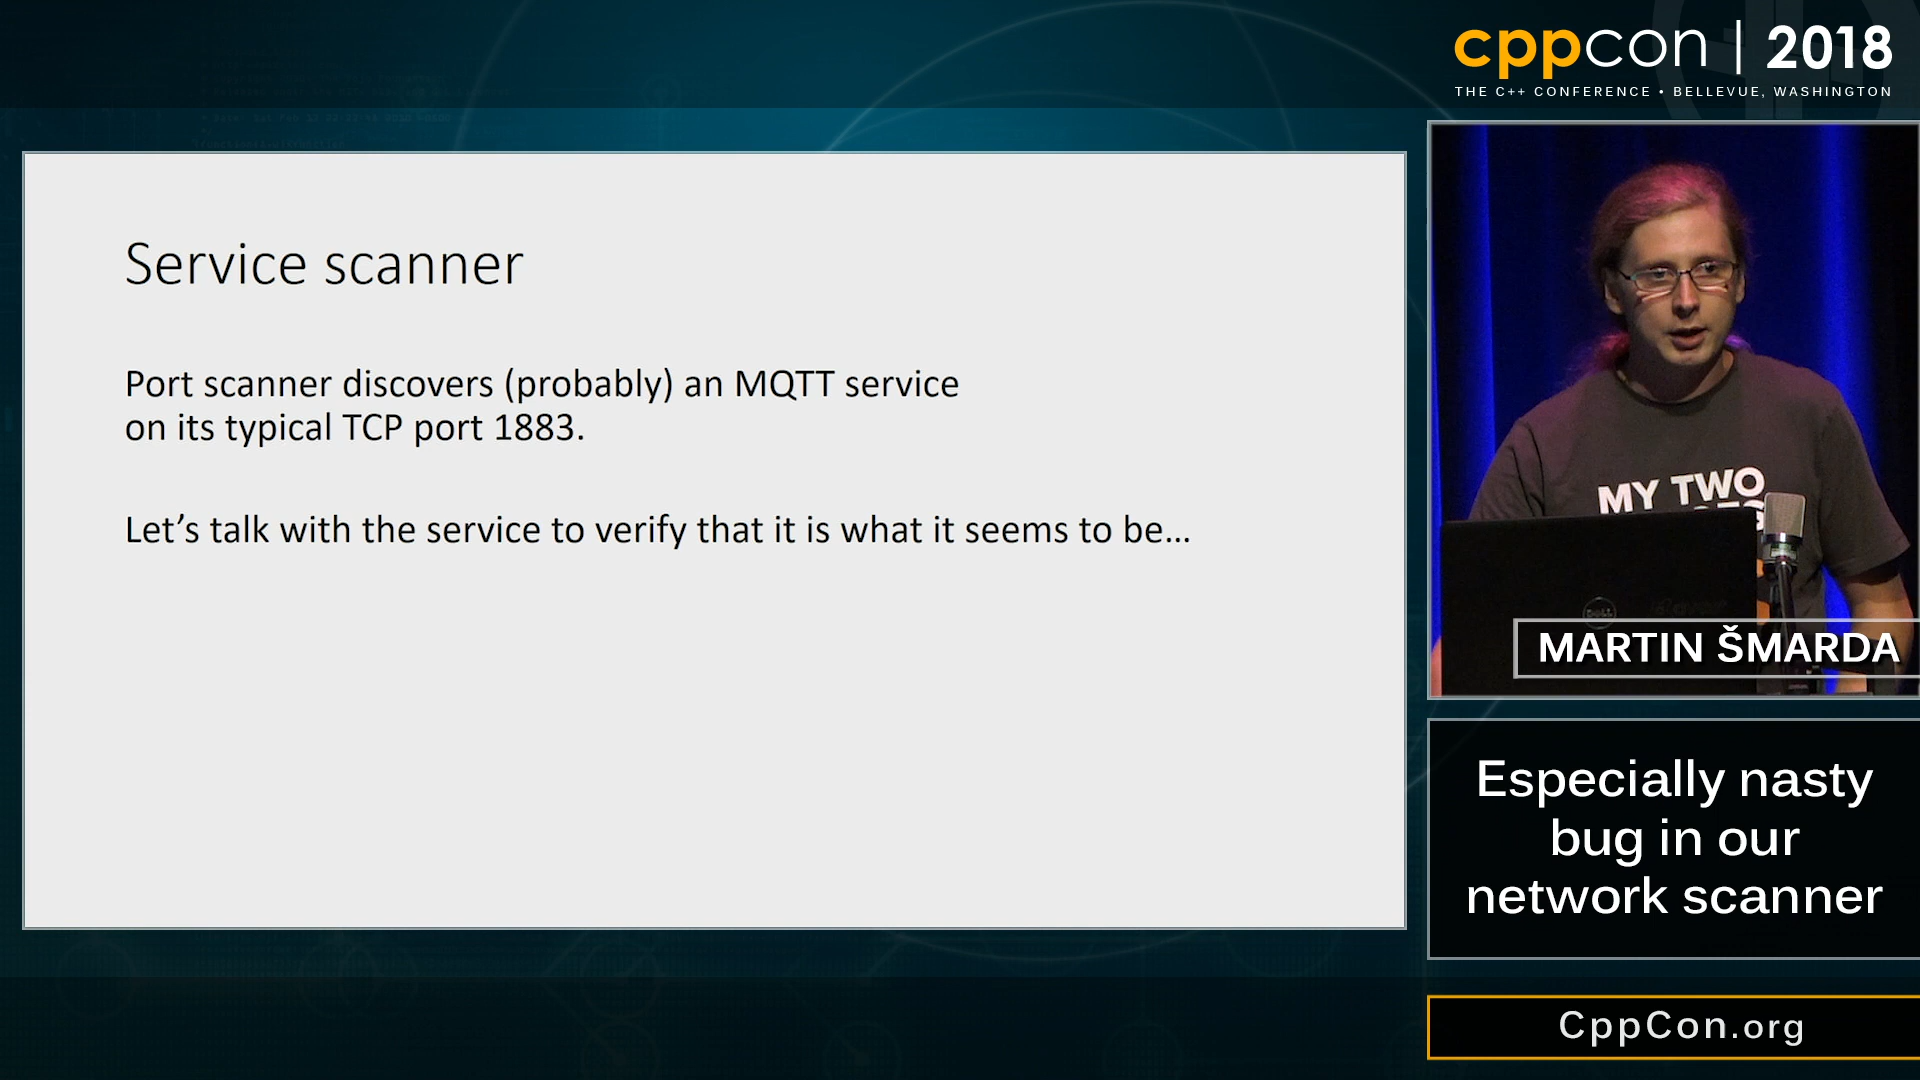 cppcon | 2018
THE C++ CONFERENCE • BELLEVUE, WASHINGTON
Service scanner
Port scanner discovers (probably) an MQTT service
on its typical TCP port 1883.
Let’s talk with the service to verify that it is what it seems to be…
MY TWO
DELL
MARTIN ŠMARDA
Especially nasty
bug in our
network scanner
CppCon.org